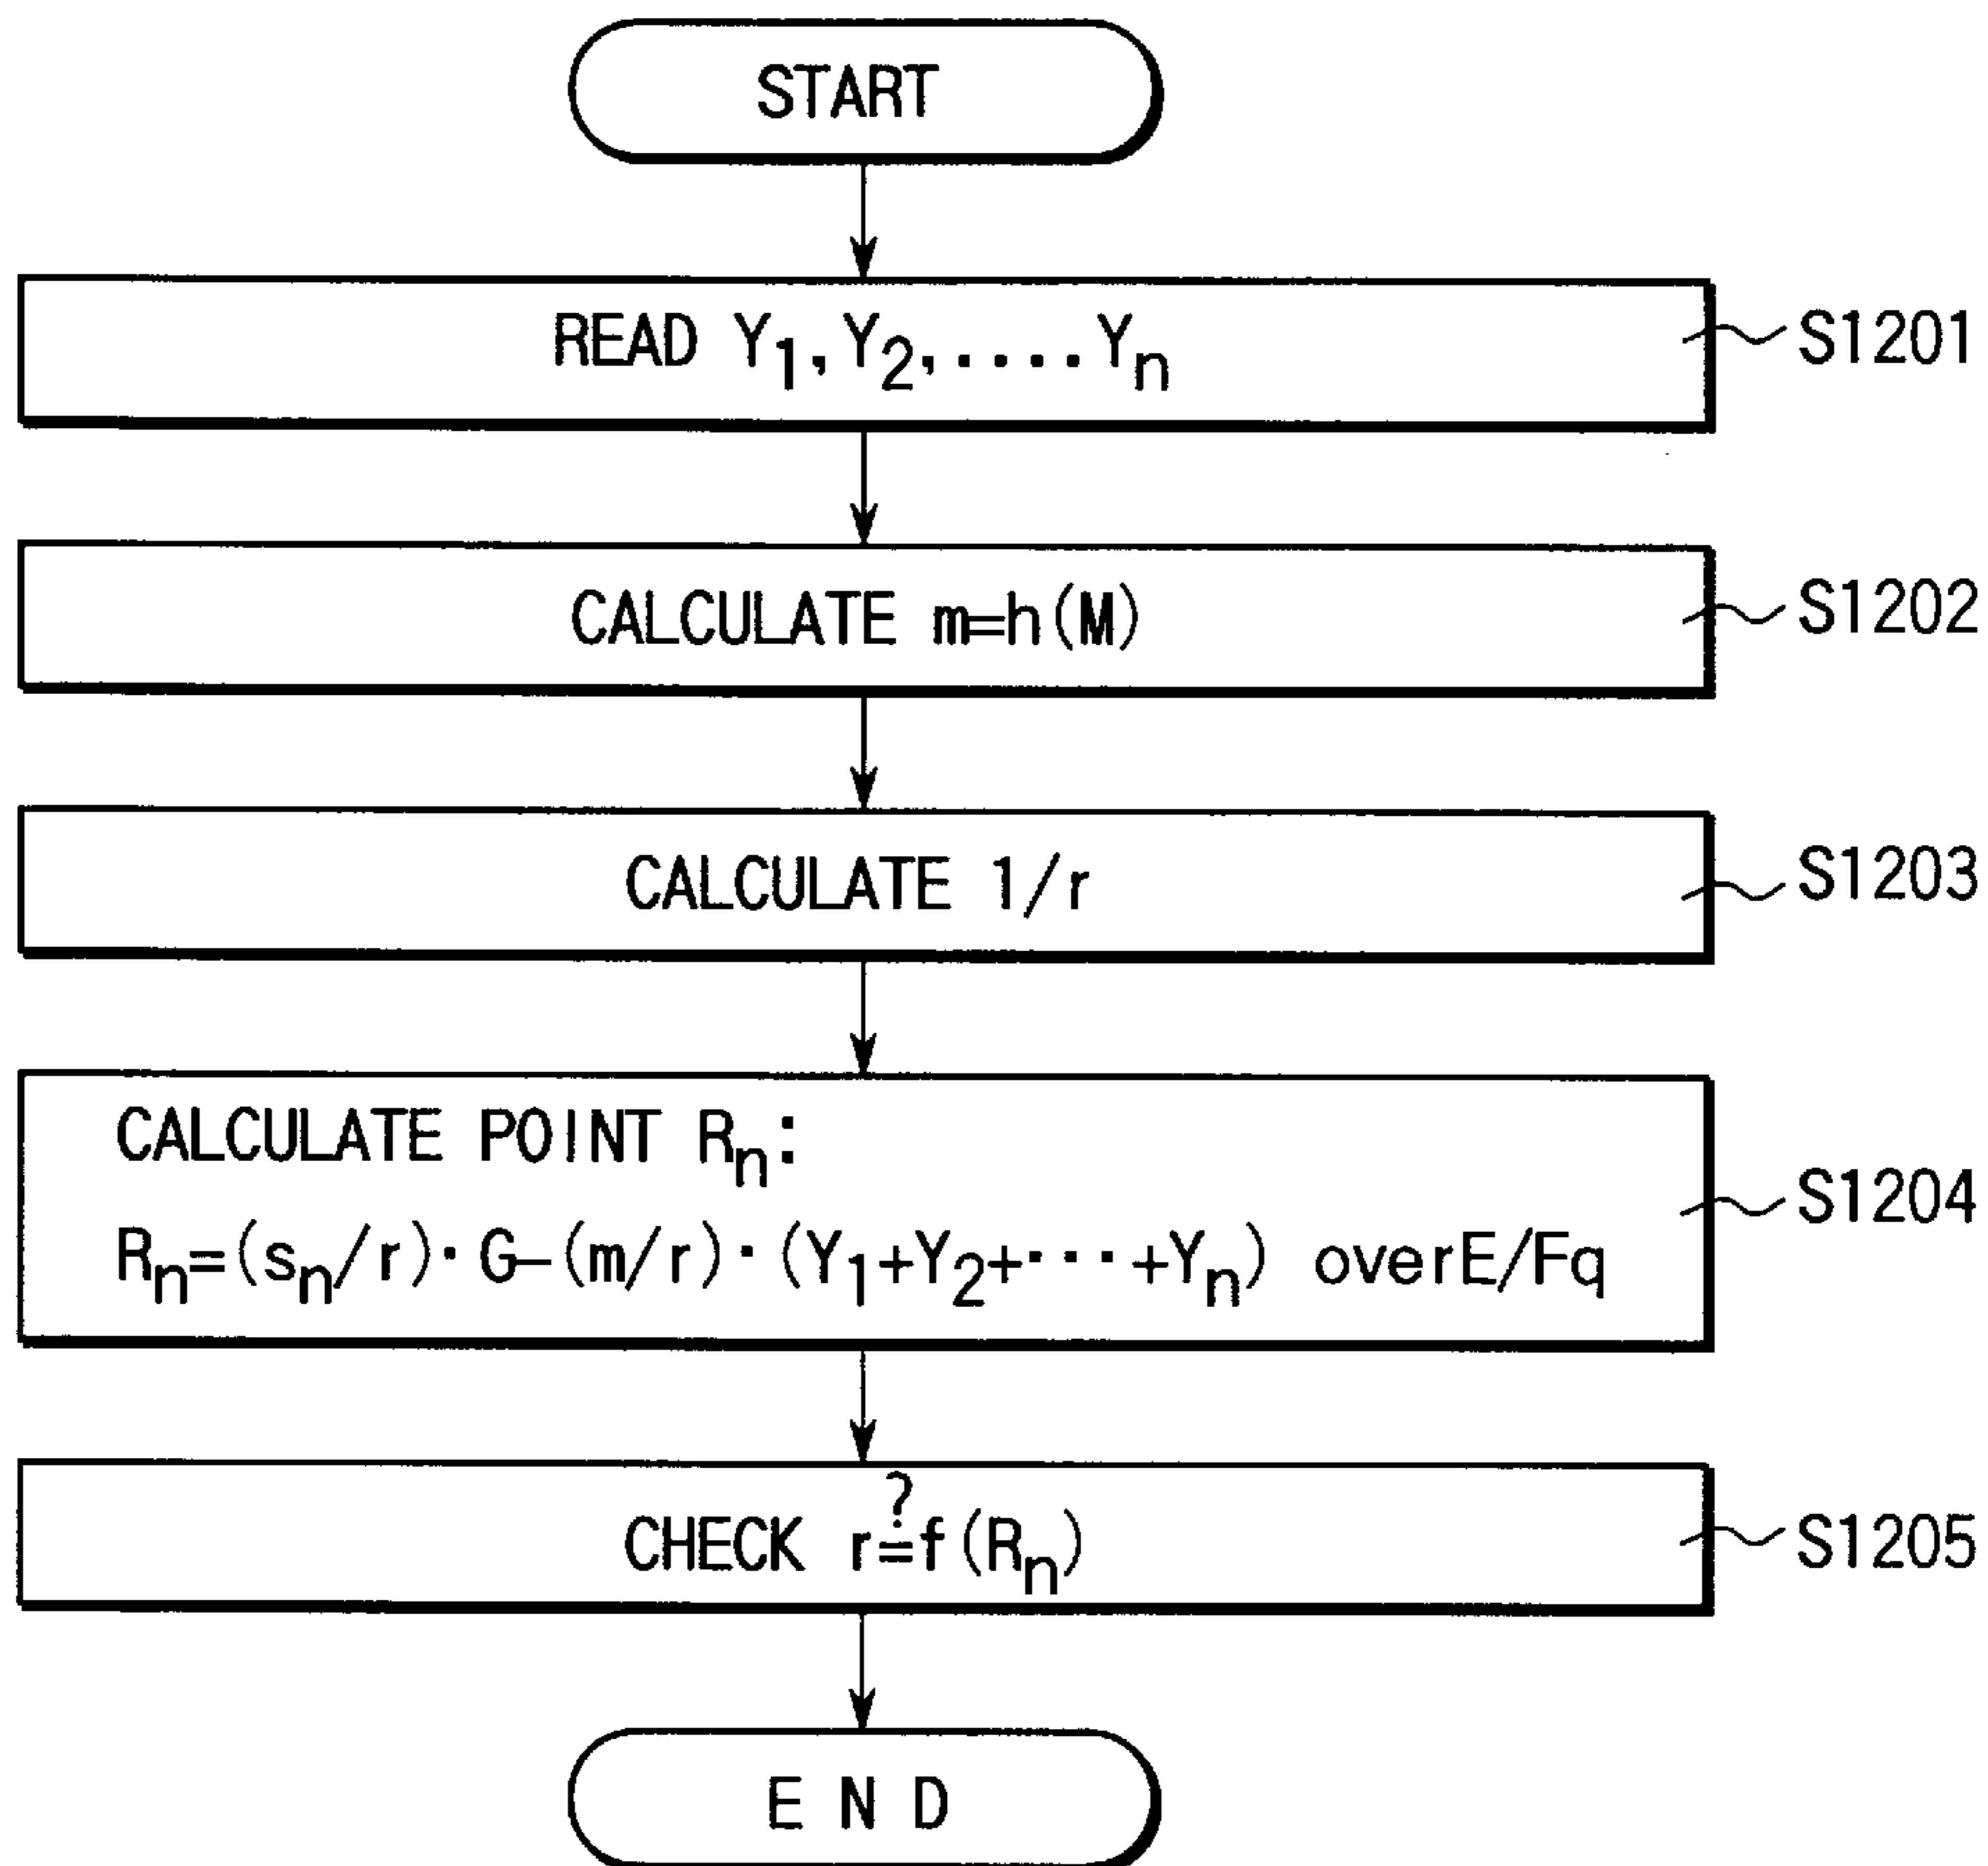 START
READ Y1, Y2, ..... Yn
S1201
CALCULATE m=h(M)
S1202
CALCULATE 1/r
S1203
CALCULATE POINT Rn:
Rn=(sn/r)· G−(m/r)· (Y1+Y2+···+Yn) overE/Fq
S1204
CHECK r≟f(Rn)
S1205
E N D